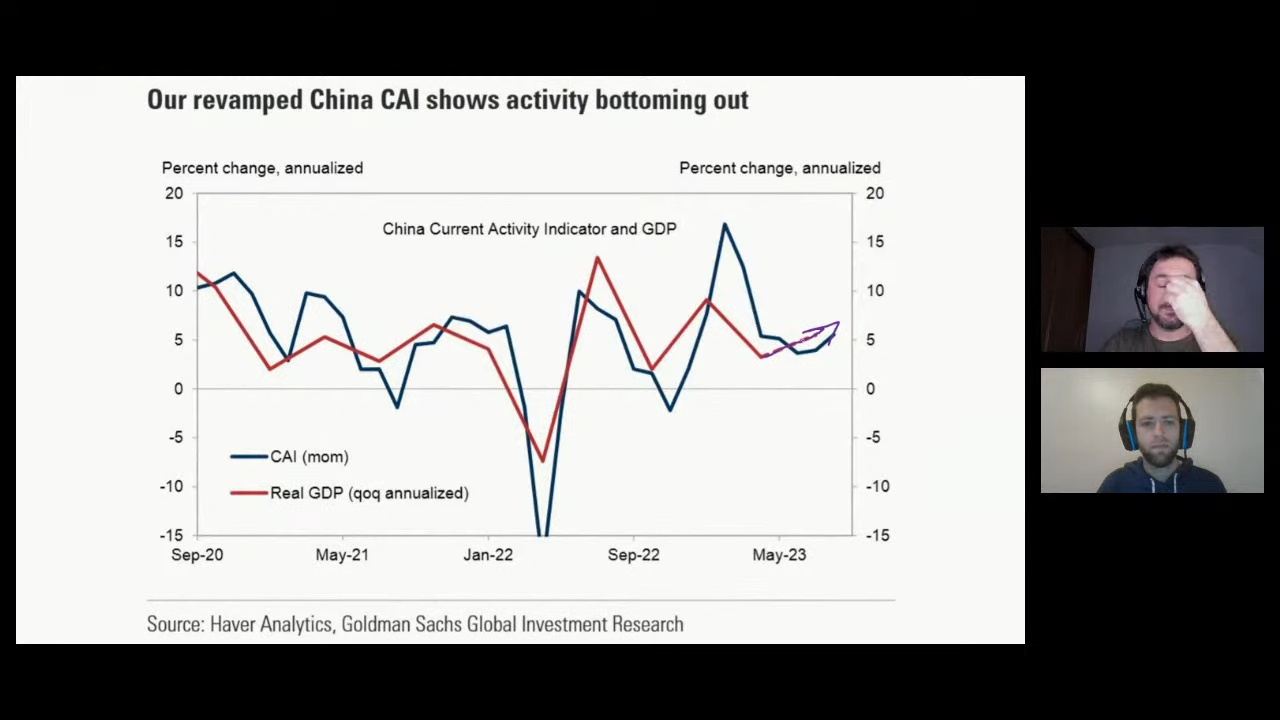 Our revamped China CAI shows activity bottoming out
Percent change, annualized
Percent change, annualized
20
20
China Current Activity Indicator and GDP
15
15
10
10
5
5
0
0
-5
-5
CAI (mom)
-10
-10
Real GDP (qoq annualized)
-15
-15
Sep-20
May-21
Jan-22
Sep-22
May-23
Source: Haver Analytics, Goldman Sachs Global Investment Research